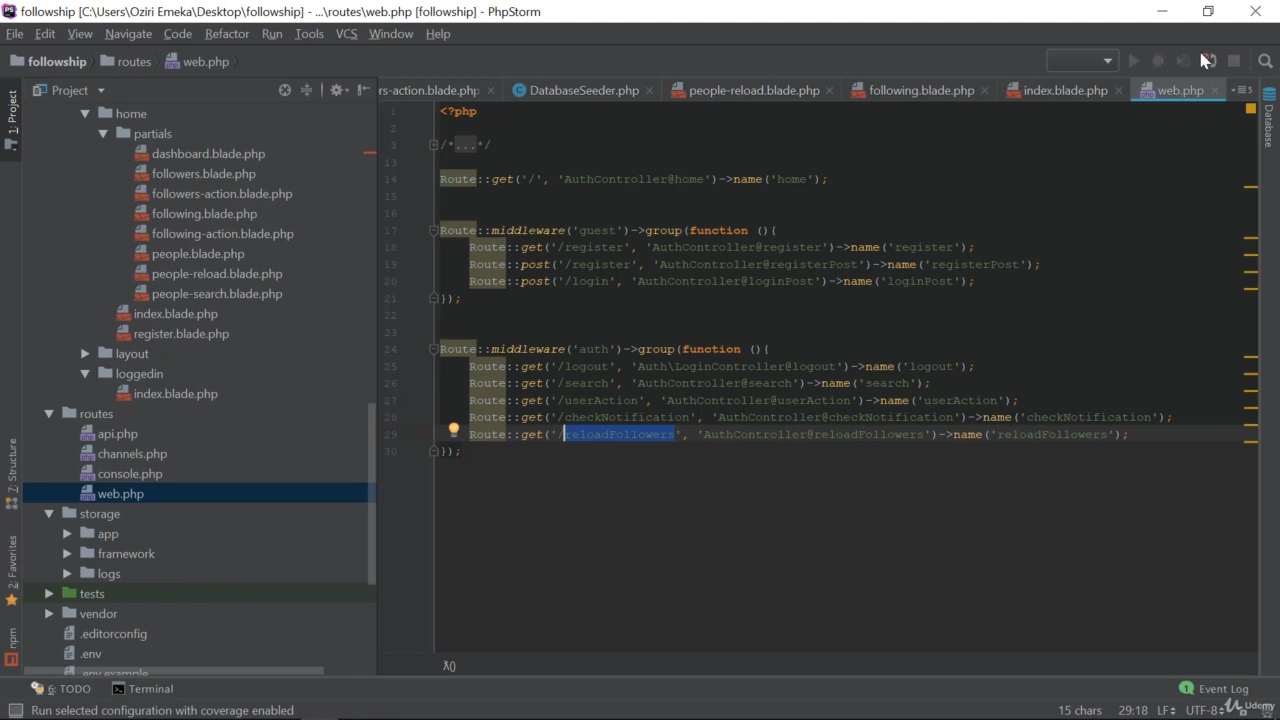 followship [C:\Users\Oziri Emeka\Desktop\followship] - ...\routes\web.php [followship] - PhpStorm
File Edit View Navigate Code Refactor Run Tools VCS Window Help
followship routes web.php
1: Project
Project
rs-action.blade.php DatabaseSeeder.php people-reload.blade.php following.blade.php index.blade.php web.php
5
Database
home
partials
dashboard.blade.php
followers.blade.php
followers-action.blade.php
following.blade.php
following-action.blade.php
people.blade.php
people-reload.blade.php
people-search.blade.php
index.blade.php
register.blade.php
layout
loggedin
index.blade.php
routes
api.php
channels.php
console.php
web.php
storage
app
framework
logs
tests
vendor
.editorconfig
.env
.env.example
7: Structure
2: Favorites
npm
1 <?php
2
3 /*...*/
13
14 Route::get('/', 'AuthController@home')->name('home');
15
16
17 Route::middleware('guest')->group(function (){
18 Route::get('/register', 'AuthController@register')->name('register');
19 Route::post('/register', 'AuthController@registerPost')->name('registerPost');
20 Route::post('/login', 'AuthController@loginPost')->name('loginPost');
21 });
22
23
24 Route::middleware('auth')->group(function (){
25 Route::get('/logout', 'Auth\LoginController@logout')->name('logout');
26 Route::get('/search', 'AuthController@search')->name('search');
27 Route::get('/userAction', 'AuthController@userAction')->name('userAction');
28 Route::get('/checkNotification', 'AuthController@checkNotification')->name('checkNotification');
29 Route::get('/reloadFollowers', 'AuthController@reloadFollowers')->name('reloadFollowers');
30 });
λ()
6: TODO Terminal 1 Event Log
Run selected configuration with coverage enabled 15 chars 29:18 LF UTF-8
Udemy